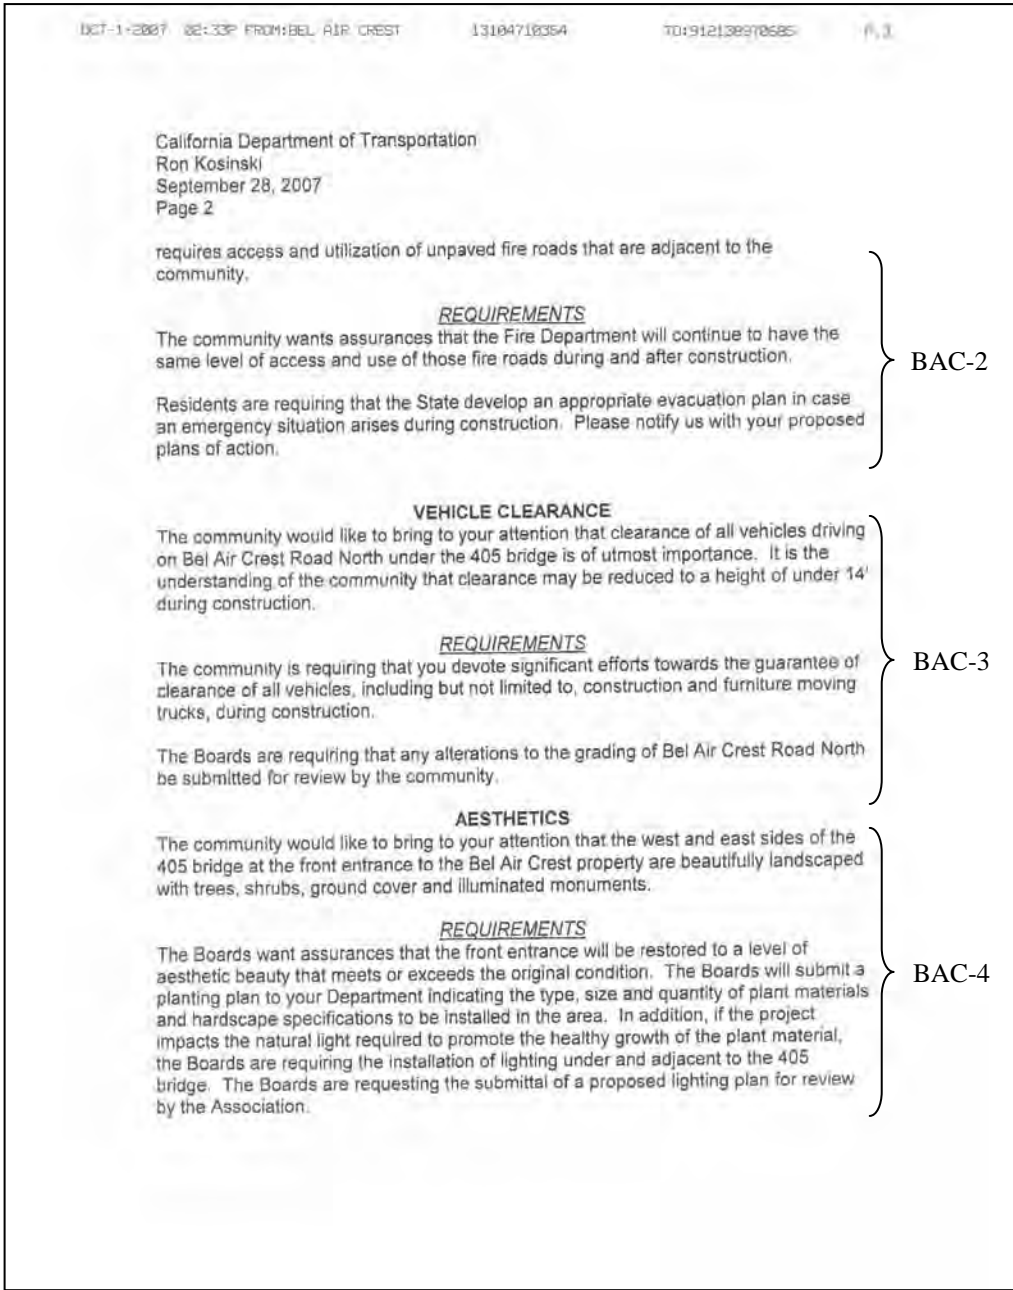 OCT-1-2007 02:33P FROM:BEL AIR CREST 13104710364 TO:912138970685 P.3
California Department of Transportation
Ron Kosinski
September 28, 2007
Page 2
requires access and utilization of unpaved fire roads that are adjacent to the
community.
REQUIREMENTS
The community wants assurances that the Fire Department will continue to have the
same level of access and use of those fire roads during and after construction.
BAC-2
Residents are requiring that the State develop an appropriate evacuation plan in case
an emergency situation arises during construction. Please notify us with your proposed
plans of action.
VEHICLE CLEARANCE
The community would like to bring to your attention that clearance of all vehicles driving
on Bel Air Crest Road North under the 405 bridge is of utmost importance. It is the
understanding of the community that clearance may be reduced to a height of under 14'
during construction.
REQUIREMENTS
The community is requiring that you devote significant efforts towards the guarantee of
clearance of all vehicles, including but not limited to, construction and furniture moving
trucks, during construction.
BAC-3
The Boards are requiring that any alterations to the grading of Bel Air Crest Road North
be submitted for review by the community.
AESTHETICS
The community would like to bring to your attention that the west and east sides of the
405 bridge at the front entrance to the Bel Air Crest property are beautifully landscaped
with trees, shrubs, ground cover and illuminated monuments.
REQUIREMENTS
The Boards want assurances that the front entrance will be restored to a level of
aesthetic beauty that meets or exceeds the original condition. The Boards will submit a
planting plan to your Department indicating the type, size and quantity of plant materials
and hardscape specifications to be installed in the area. In addition, if the project
impacts the natural light required to promote the healthy growth of the plant material,
the Boards are requiring the installation of lighting under and adjacent to the 405
bridge. The Boards are requesting the submittal of a proposed lighting plan for review
by the Association.
BAC-4